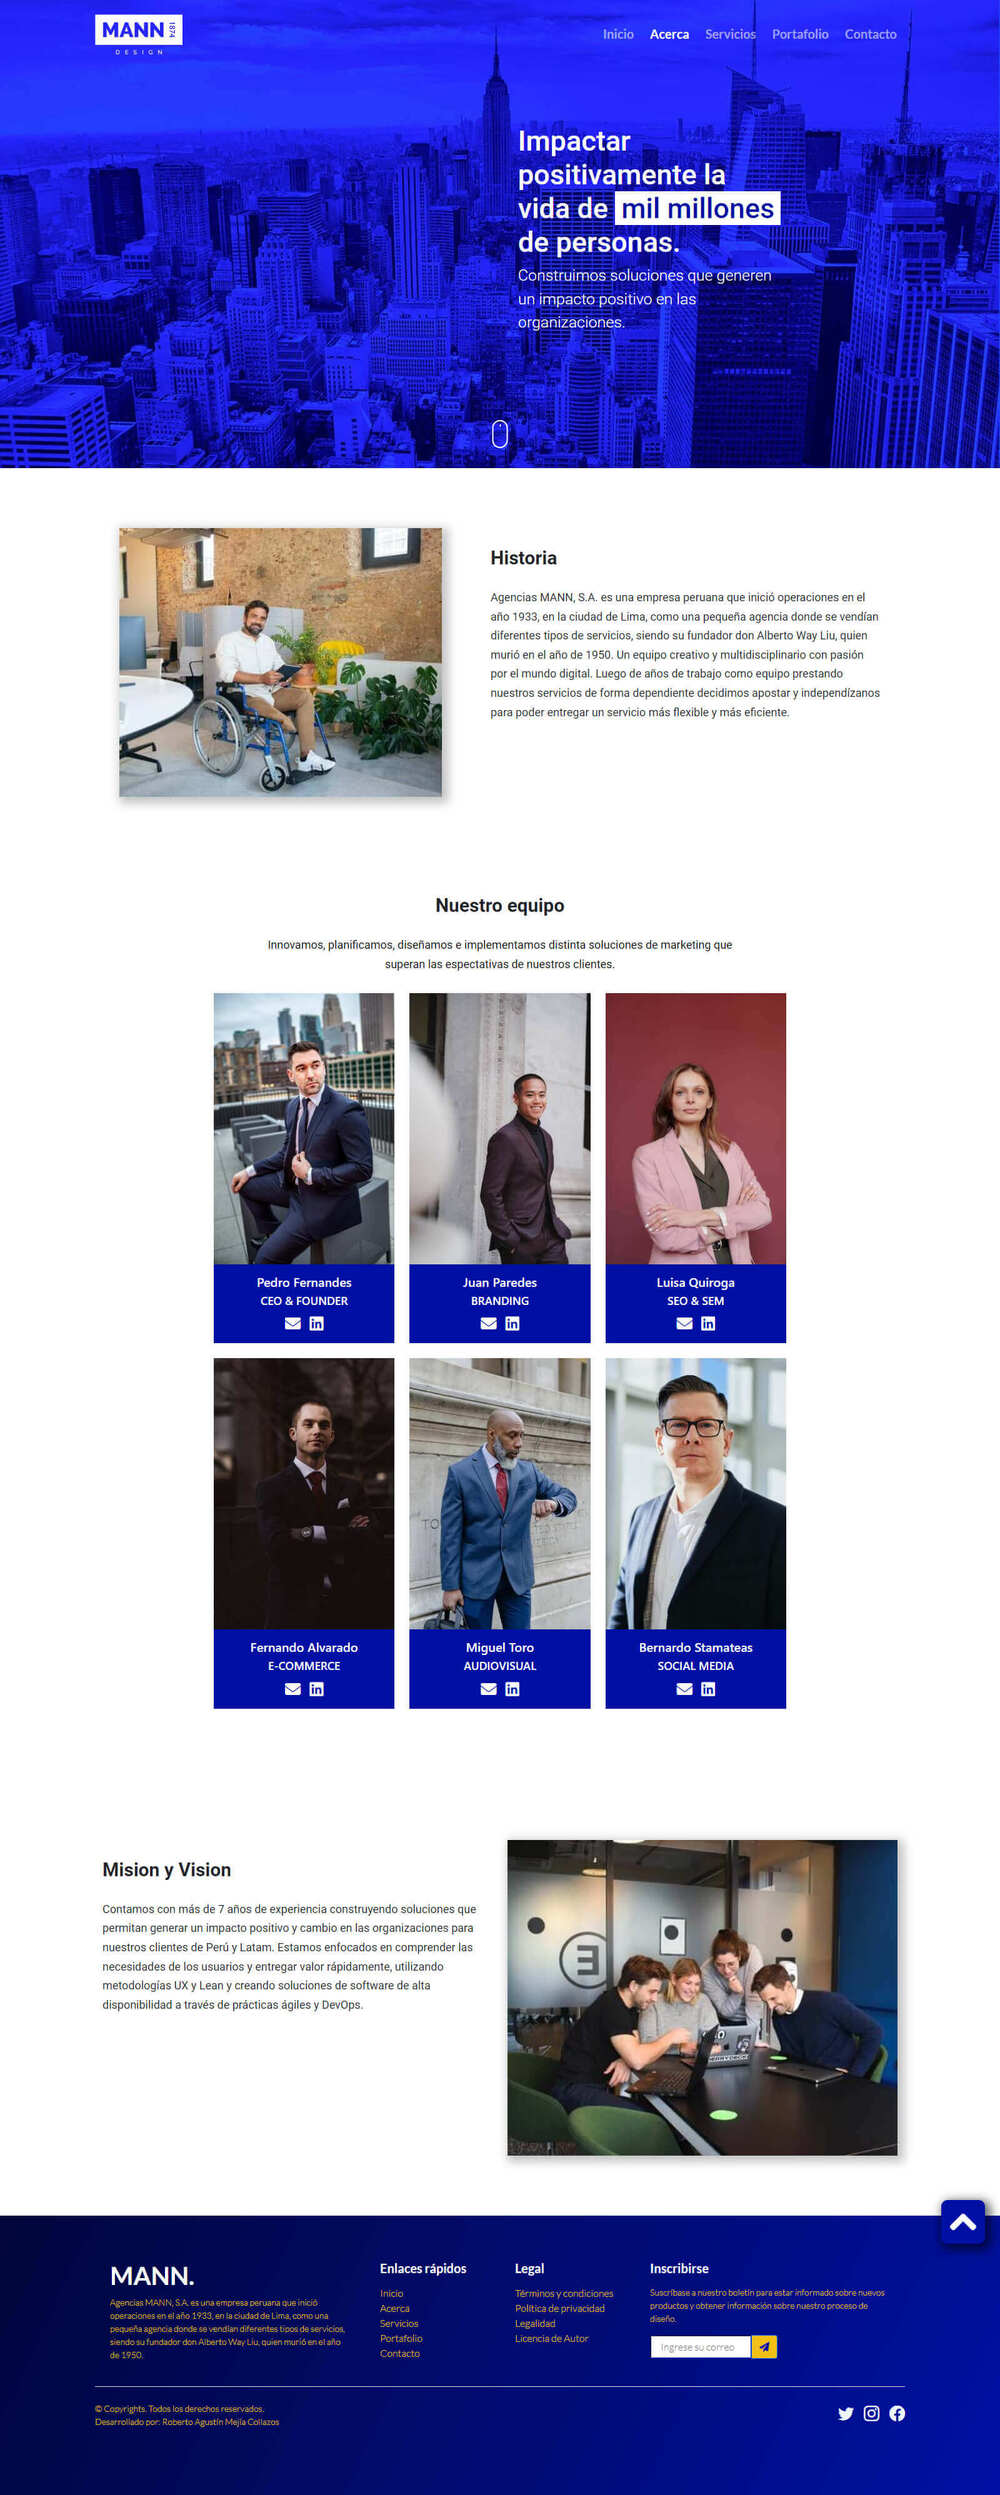 MANN 1874
DESIGN
Inicio Acerca Servicios Portafolio Contacto
Impactar
positivamente la
vida de mil millones
de personas.
Construimos soluciones que generen
un impacto positivo en las
organizaciones.
Historia
Agencias MANN, S.A. es una empresa peruana que inició operaciones en el
año 1933, en la ciudad de Lima, como una pequeña agencia donde se vendían
diferentes tipos de servicios, siendo su fundador don Alberto Way Liu, quien
murió en el año de 1950. Un equipo creativo y multidisciplinario con pasión
por el mundo digital. Luego de años de trabajo como equipo prestando
nuestros servicios de forma dependiente decidimos apostar y independízanos
para poder entregar un servicio más flexible y más eficiente.
Nuestro equipo
Innovamos, planificamos, diseñamos e implementamos distinta soluciones de marketing que
superan las espectativas de nuestros clientes.
Pedro Fernandes
CEO & FOUNDER
Juan Paredes
BRANDING
Luisa Quiroga
SEO & SEM
Fernando Alvarado
E-COMMERCE
Miguel Toro
AUDIOVISUAL
Bernardo Stamateas
SOCIAL MEDIA
Mision y Vision
Contamos con más de 7 años de experiencia construyendo soluciones que
permitan generar un impacto positivo y cambio en las organizaciones para
nuestros clientes de Perú y Latam. Estamos enfocados en comprender las
necesidades de los usuarios y entregar valor rápidamente, utilizando
metodologías UX y Lean y creando soluciones de software de alta
disponibilidad a través de prácticas ágiles y DevOps.
MANN.
Agencias MANN, S.A. es una empresa peruana que inició
operaciones en el año 1933, en la ciudad de Lima, como una
pequeña agencia donde se vendían diferentes tipos de servicios,
siendo su fundador don Alberto Way Liu, quien murió en el año
de 1950.
Enlaces rápidos
Inicio
Acerca
Servicios
Portafolio
Contacto
Legal
Términos y condiciones
Política de privacidad
Legalidad
Licencia de Autor
Inscribirse
Suscríbase a nuestro boletín para estar informado sobre nuevos
productos y obtener información sobre nuestro proceso de
diseño.
Ingrese su correo
© Copyrights. Todos los derechos reservados.
Desarrollado por: Roberto Agustín Mejía Collazos